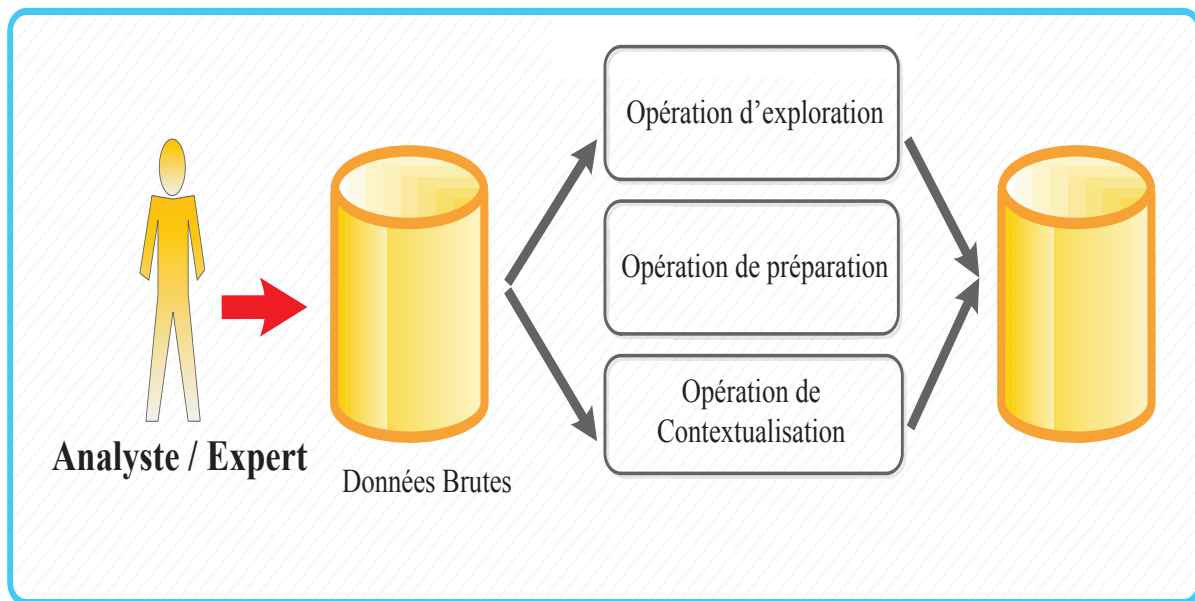 Opération d'exploration
Opération de préparation
Opération de
Contextualisation
Analyste / Expert
Données Brutes